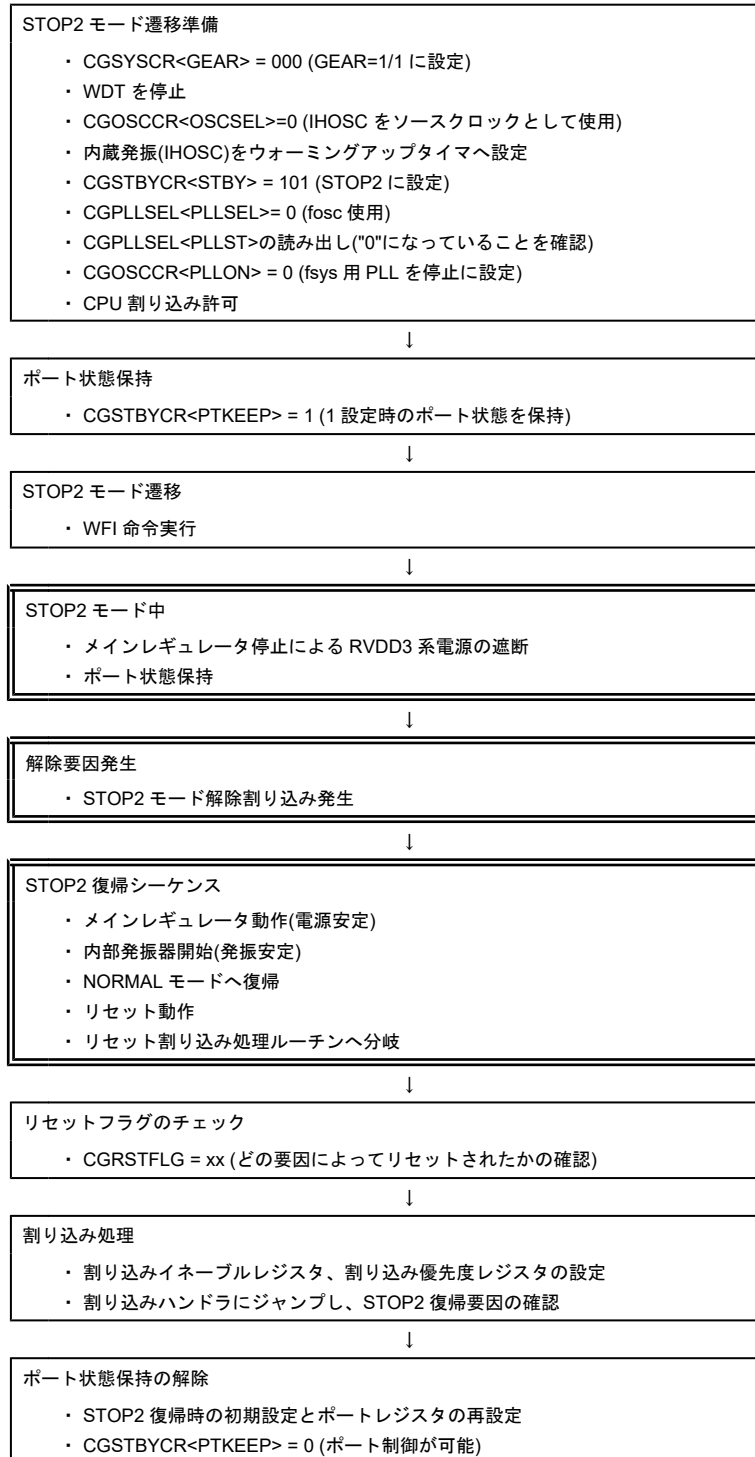 STOP2 モード遷移準備
・ CGSYSCR<GEAR> = 000 (GEAR=1/1 に設定)
・ WDT を停止
・ CGOSCCR<OSCSEL>=0 (IHOSC をソースクロックとして使用)
・ 内蔵発振(IHOSC)をウォーミングアップタイマへ設定
・ CGSTBYCR<STBY> = 101 (STOP2 に設定)
・ CGPLLSEL<PLLSEL>= 0 (fosc 使用)
・ CGPLLSEL<PLLST>の読み出し("0"になっていることを確認)
・ CGOSCCR<PLLON> = 0 (fsys 用 PLL を停止に設定)
・ CPU 割り込み許可
↓
ポート状態保持
・ CGSTBYCR<PTKEEP> = 1 (1 設定時のポート状態を保持)
↓
STOP2 モード遷移
・ WFI 命令実行
↓
STOP2 モード中
・ メインレギュレータ停止による RVDD3 系電源の遮断
・ ポート状態保持
↓
解除要因発生
・ STOP2 モード解除割り込み発生
↓
STOP2 復帰シーケンス
・ メインレギュレータ動作(電源安定)
・ 内部発振器開始(発振安定)
・ NORMAL モードへ復帰
・ リセット動作
・ リセット割り込み処理ルーチンへ分岐
↓
リセットフラグのチェック
・ CGRSTFLG = xx (どの要因によってリセットされたかの確認)
↓
割り込み処理
・ 割り込みイネーブルレジスタ、割り込み優先度レジスタの設定
・ 割り込みハンドラにジャンプし、STOP2 復帰要因の確認
↓
ポート状態保持の解除
・ STOP2 復帰時の初期設定とポートレジスタの再設定
・ CGSTBYCR<PTKEEP> = 0 (ポート制御が可能)